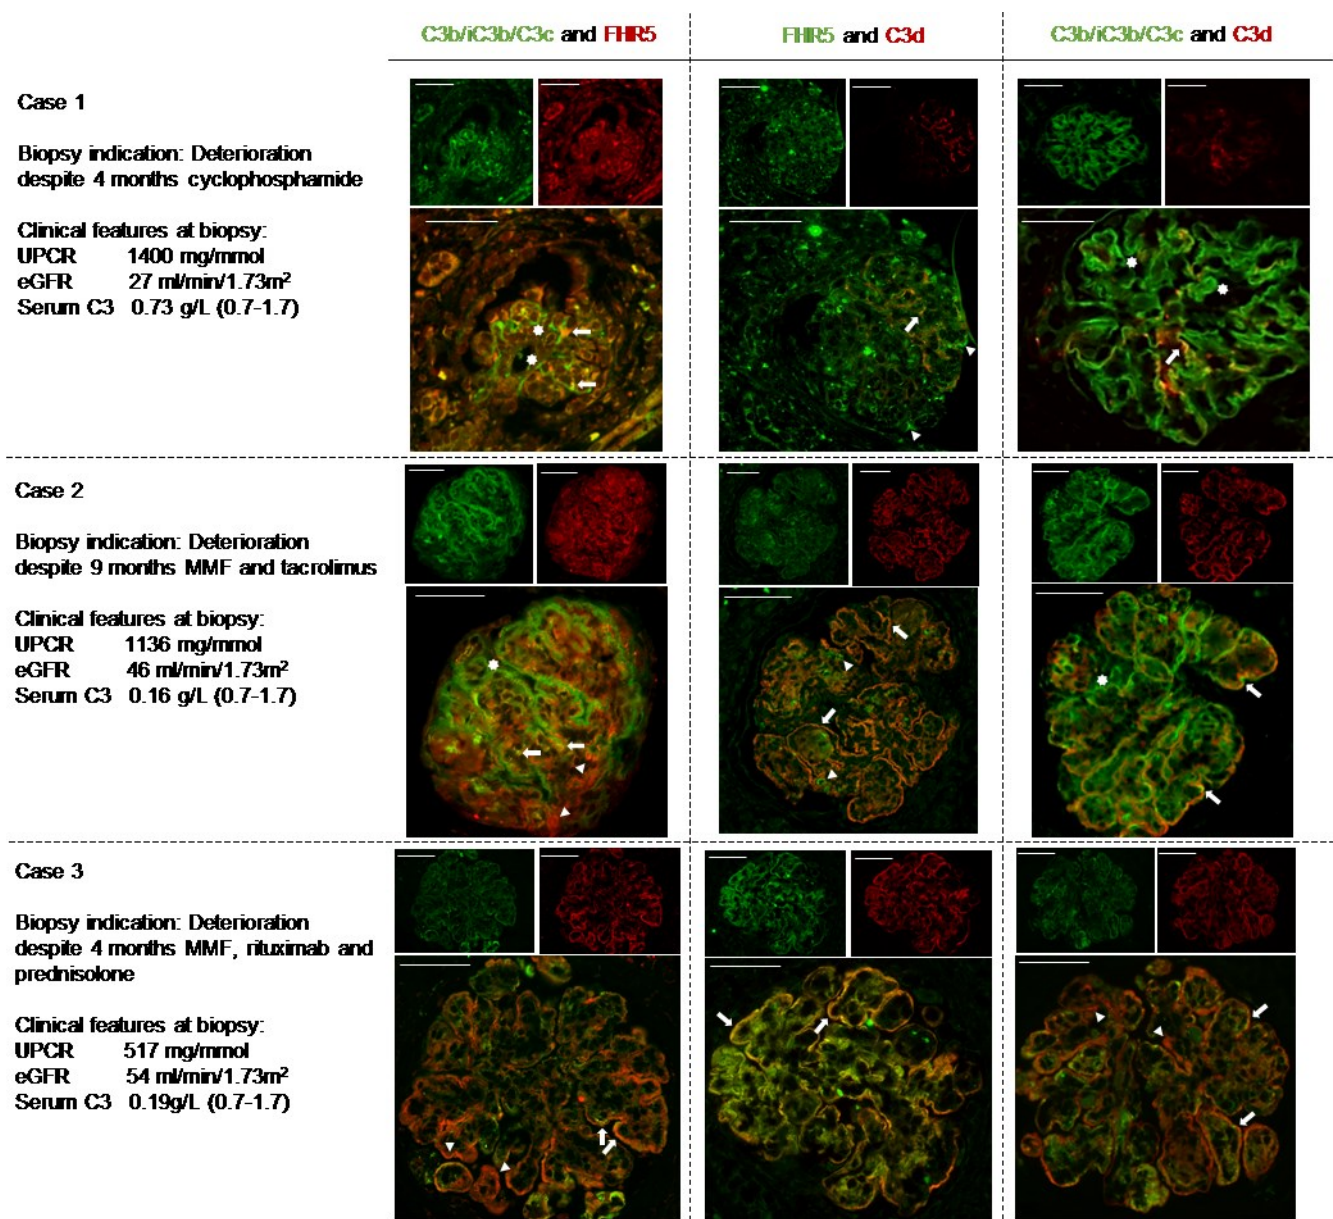 C3b/iC3b/C3c and FHR5
FHR5 and C3d
C3b/iC3b/C3c and C3d
Case 1
Biopsy indication: Deterioration
despite 4 months cyclophosphamide
Clinical features at biopsy:
UPCR 1400 mg/mmol
eGFR 27 ml/min/1.73m²
Serum C3 0.73 g/L (0.7-1.7)
Case 2
Biopsy indication: Deterioration
despite 9 months MMF and tacrolimus
Clinical features at biopsy:
UPCR 1136 mg/mmol
eGFR 46 ml/min/1.73m²
Serum C3 0.16 g/L (0.7-1.7)
Case 3
Biopsy indication: Deterioration
despite 4 months MMF, rituximab and
prednisolone
Clinical features at biopsy:
UPCR 517 mg/mmol
eGFR 54 ml/min/1.73m²
Serum C3 0.19g/L (0.7-1.7)